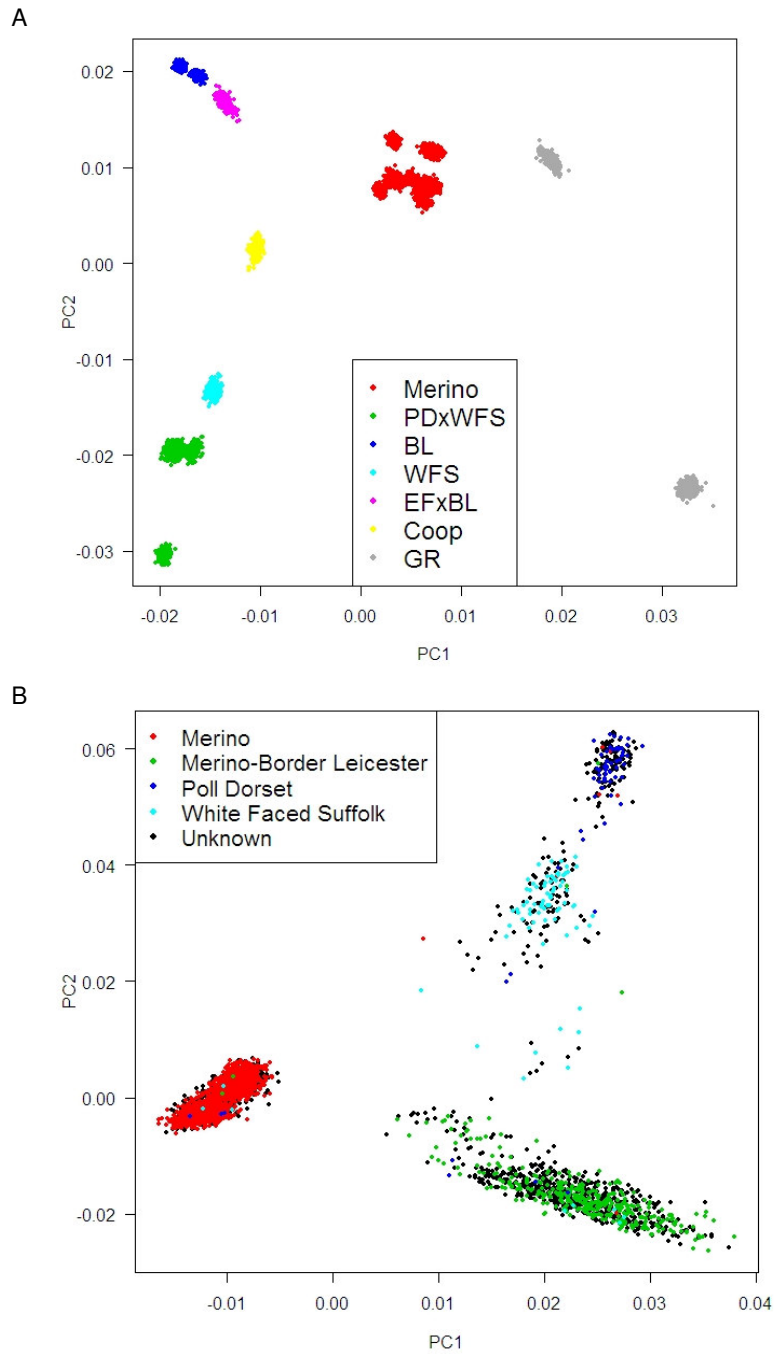 A
0.02
0.01
0.00
-0.01
-0.02
-0.03
PC2
Merino
PDxWFS
BL
WFS
EFxBL
Coop
GR
-0.02 -0.01 0.00 0.01 0.02 0.03
PC1
B
0.06
0.04
0.02
0.00
-0.02
PC2
Merino
Merino-Border Leicester
Poll Dorset
White Faced Suffolk
Unknown
-0.01 0.00 0.01 0.02 0.03 0.04
PC1